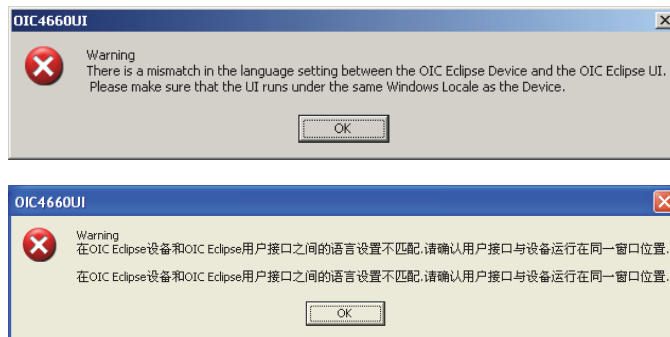 OIC4660UI
Warning
There is a mismatch in the language setting between the OIC Eclipse Device and the OIC Eclipse UI.
Please make sure that the UI runs under the same Windows Locale as the Device.
OK
OIC4660UI
Warning
在OIC Eclipse设备和OIC Eclipse用户接口之间的语言设置不匹配.请确认用户接口与设备运行在同一窗口位置.
在OIC Eclipse设备和OIC Eclipse用户接口之间的语言设置不匹配.请确认用户接口与设备运行在同一窗口位置.
OK